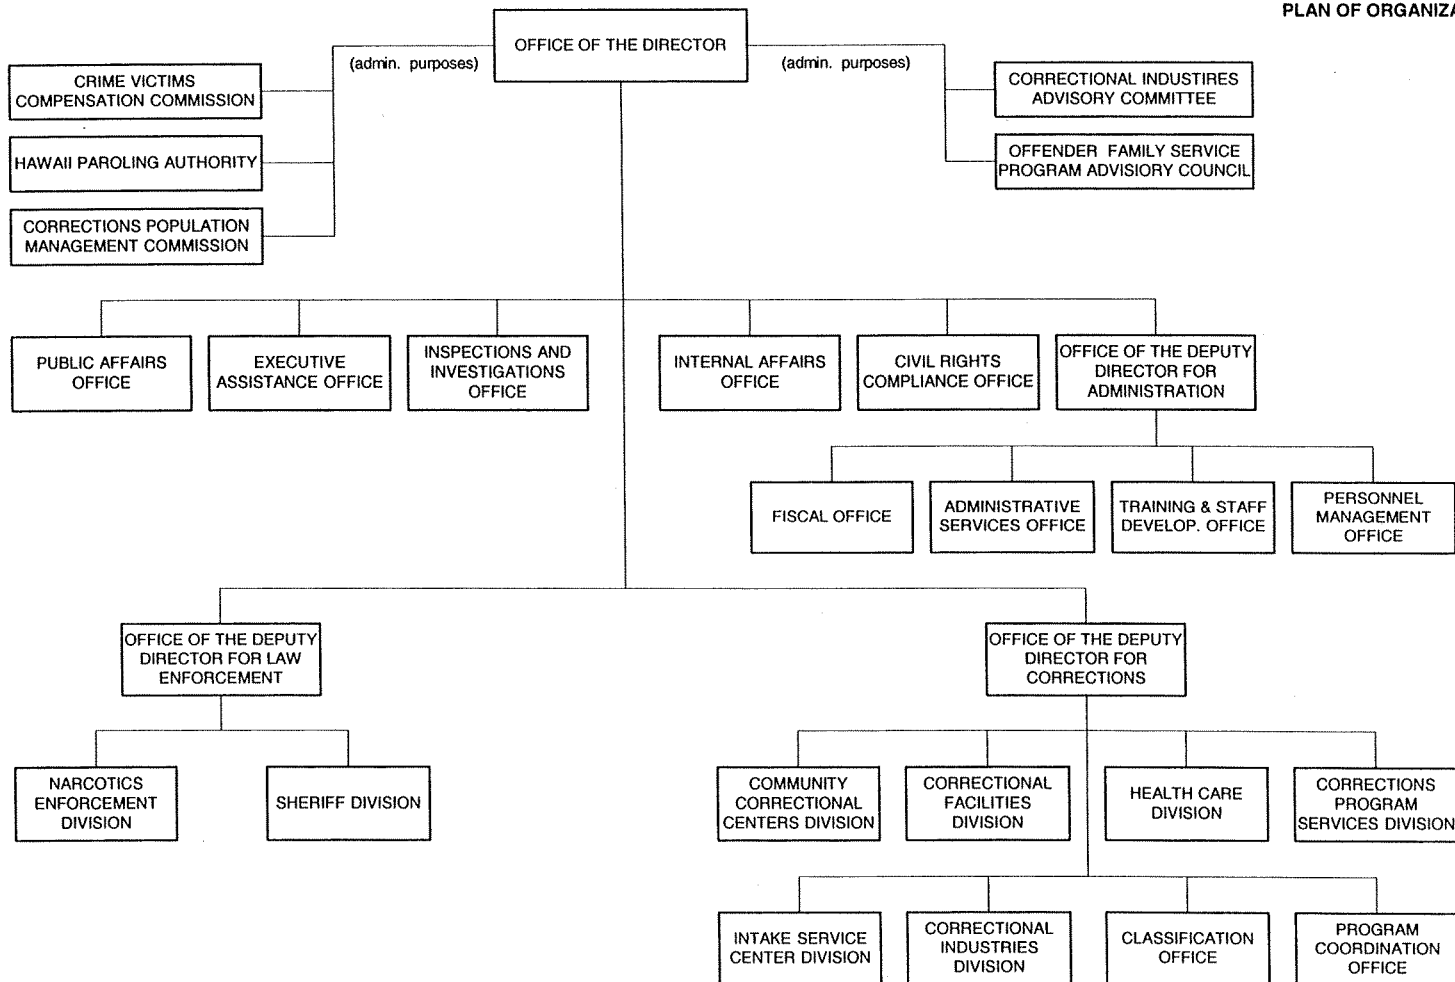 PLAN OF ORGANIZA
OFFICE OF THE DIRECTOR
(admin. purposes)
(admin. purposes)
CRIME VICTIMS
COMPENSATION COMMISSION
HAWAII PAROLING AUTHORITY
CORRECTIONS POPULATION
MANAGEMENT COMMISSION
CORRECTIONAL INDUSTIRES
ADVISORY COMMITTEE
OFFENDER FAMILY SERVICE
PROGRAM ADVISIORY COUNCIL
PUBLIC AFFAIRS
OFFICE
EXECUTIVE
ASSISTANCE OFFICE
INSPECTIONS AND
INVESTIGATIONS
OFFICE
INTERNAL AFFAIRS
OFFICE
CIVIL RIGHTS
COMPLIANCE OFFICE
OFFICE OF THE DEPUTY
DIRECTOR FOR
ADMINISTRATION
FISCAL OFFICE
ADMINISTRATIVE
SERVICES OFFICE
TRAINING & STAFF
DEVELOP. OFFICE
PERSONNEL
MANAGEMENT
OFFICE
OFFICE OF THE DEPUTY
DIRECTOR FOR LAW
ENFORCEMENT
OFFICE OF THE DEPUTY
DIRECTOR FOR
CORRECTIONS
NARCOTICS
ENFORCEMENT
DIVISION
SHERIFF DIVISION
COMMUNITY
CORRECTIONAL
CENTERS DIVISION
CORRECTIONAL
FACILITIES
DIVISION
HEALTH CARE
DIVISION
CORRECTIONS
PROGRAM
SERVICES DIVISION
INTAKE SERVICE
CENTER DIVISION
CORRECTIONAL
INDUSTRIES
DIVISION
CLASSIFICATION
OFFICE
PROGRAM
COORDINATION
OFFICE